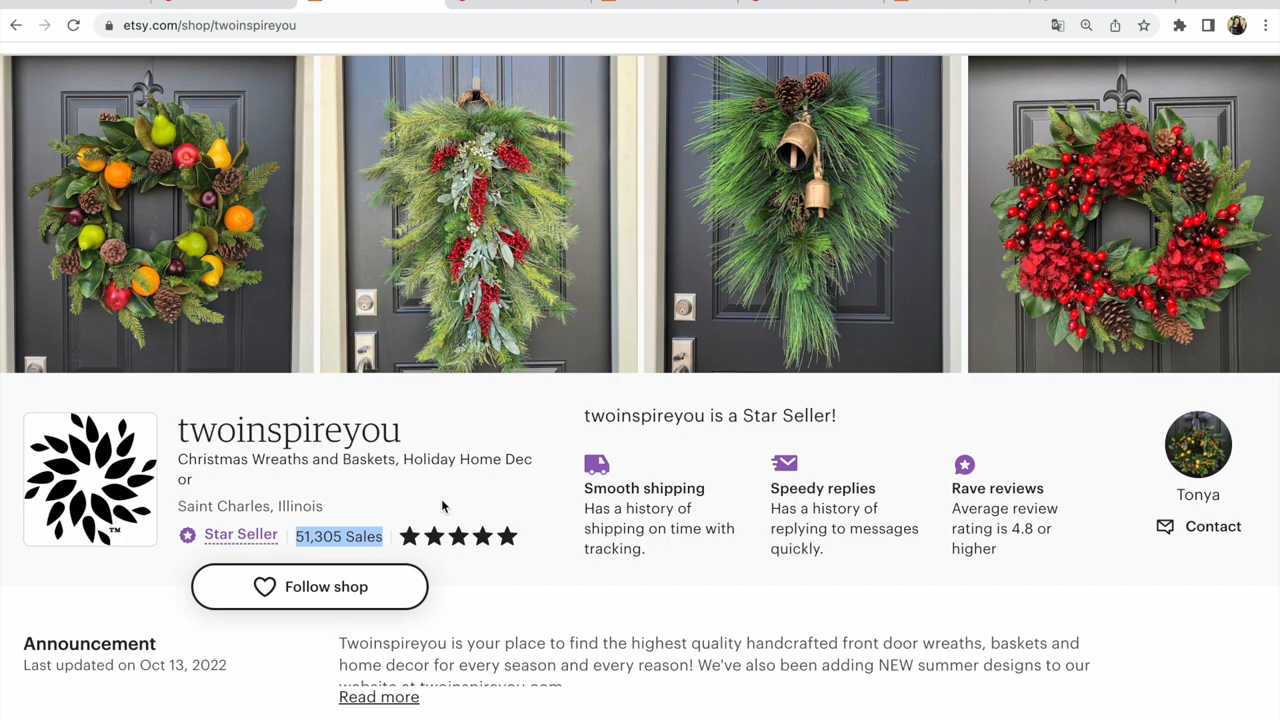 etsy.com/shop/twoinspireyou
twoinspireyou
Christmas Wreaths and Baskets, Holiday Home Dec
or
Saint Charles, Illinois
Star Seller
51,305 Sales
Follow shop
TM
twoinspireyou is a Star Seller!
Smooth shipping
Has a history of
shipping on time with
tracking.
Speedy replies
Has a history of
replying to messages
quickly.
Rave reviews
Average review
rating is 4.8 or
higher
Tonya
Contact
Announcement
Last updated on Oct 13, 2022
Twoinspireyou is your place to find the highest quality handcrafted front door wreaths, baskets and
home decor for every season and every reason! We've also been adding NEW summer designs to our
website at twoinspireyou.com
Read more